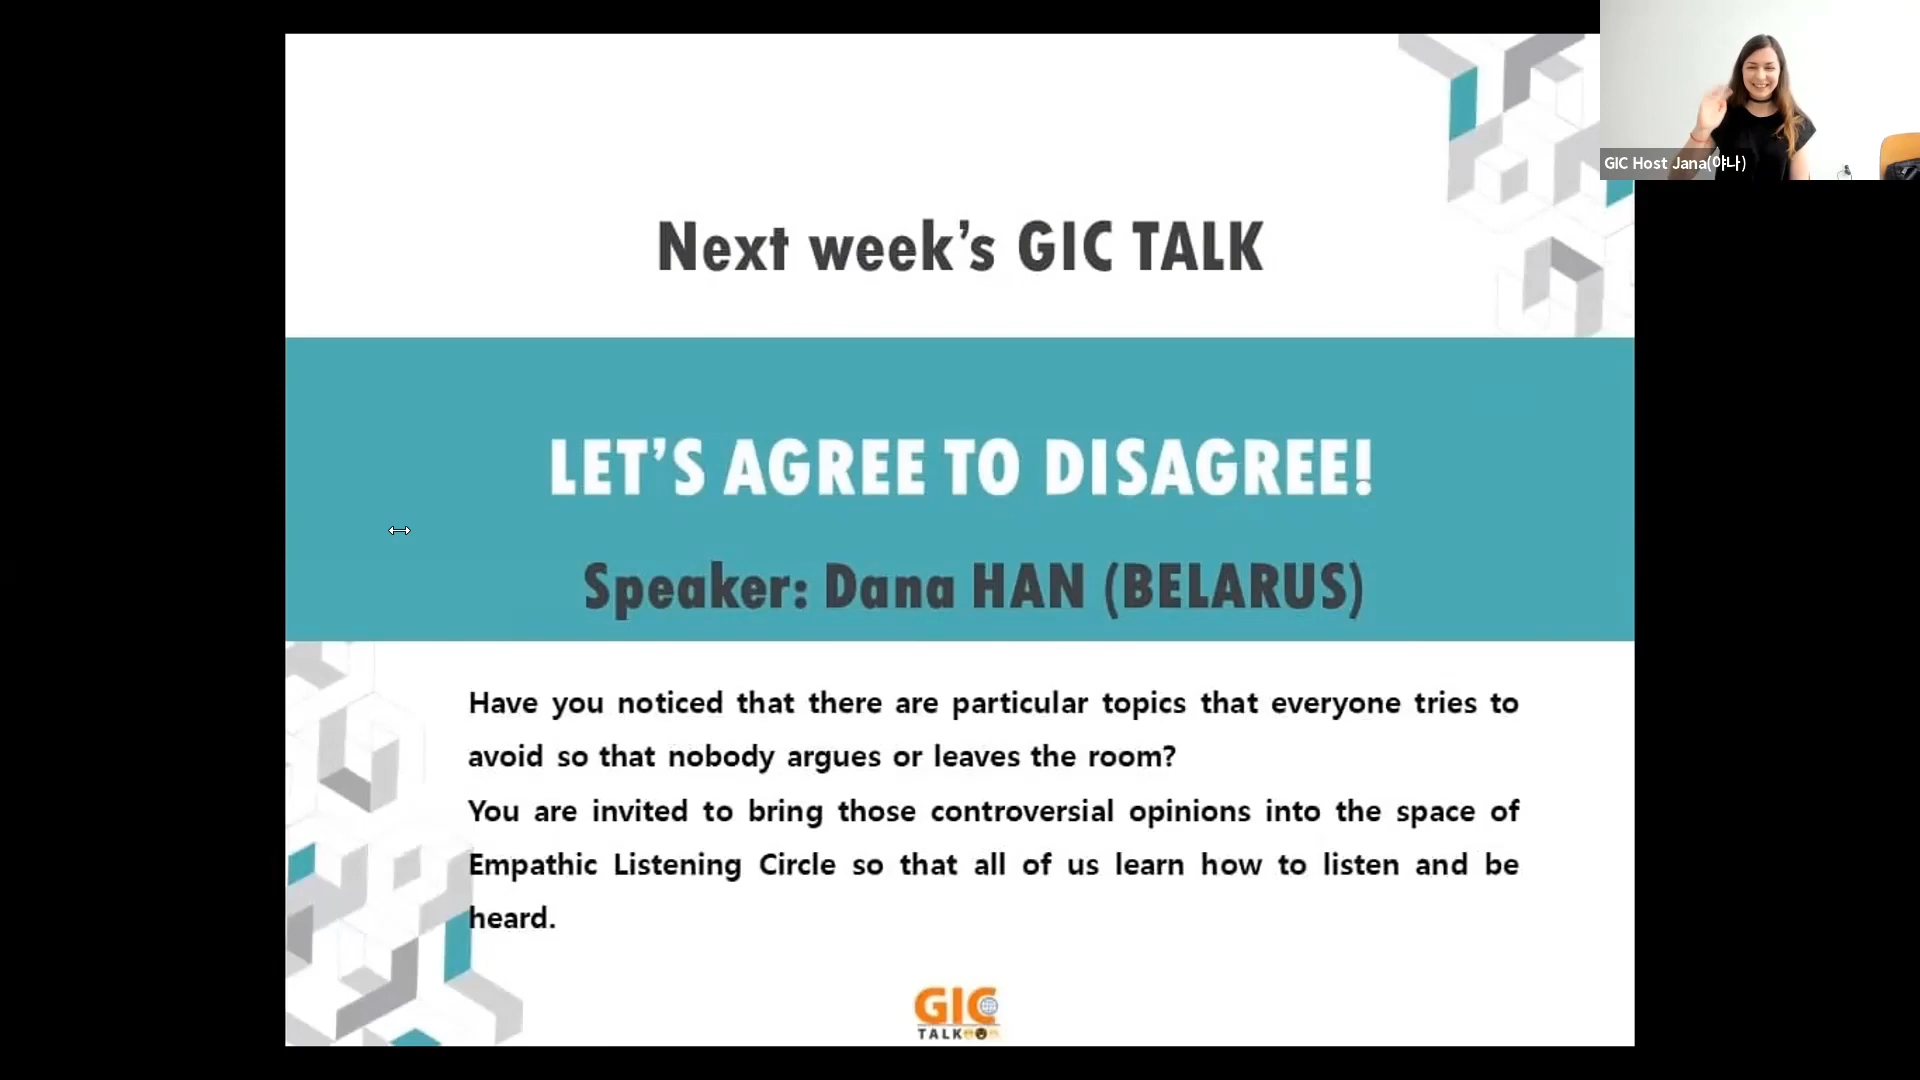 Next week’s GIC TALK
LET’S AGREE TO DISAGREE!
Speaker: Dana HAN (BELARUS)
Have you noticed that there are particular topics that everyone tries to
avoid so that nobody argues or leaves the room?
You are invited to bring those controversial opinions into the space of
Empathic Listening Circle so that all of us learn how to listen and be
heard.
GIC
TALK
GIC Host Jana(야나)